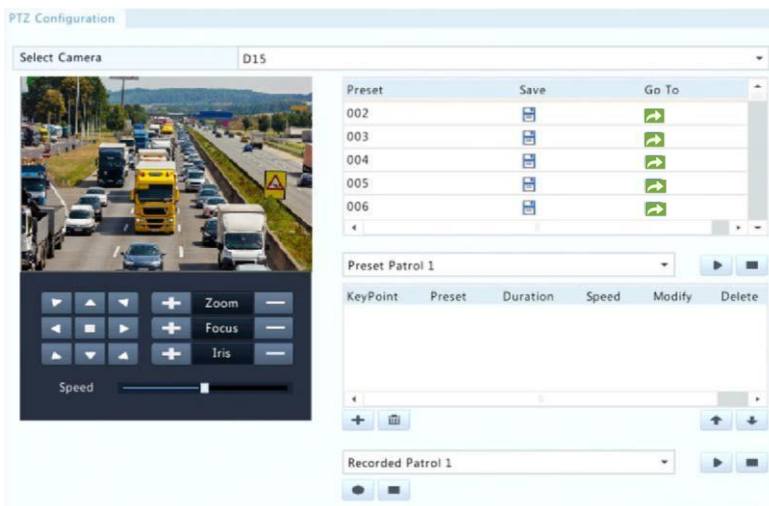 PTZ Configuration
Select Camera D15
Preset Save Go To
002
003
004
005
006
Preset Patrol 1
KeyPoint Preset Duration Speed Modify Delete
Zoom
Focus
Iris
Speed
Recorded Patrol 1